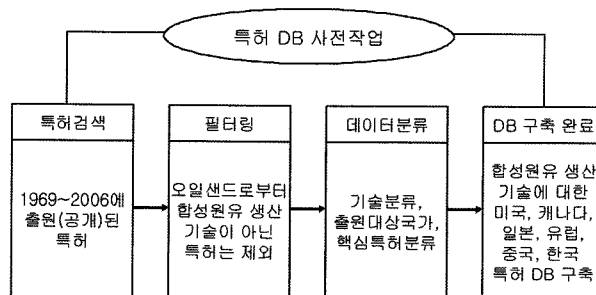 특허 DB 사전작업
특허검색
1969~2006에
출원(공개)된
특허
필터링
오일샌드로부터
합성원유 생산
기술이 아닌
특허는 제외
데이터분류
기술분류,
출원대상국가,
핵심특허분류
DB 구축 완료
합성원유 생산
기술에 대한
미국, 캐나다,
일본, 유럽,
중국, 한국
특허 DB 구축